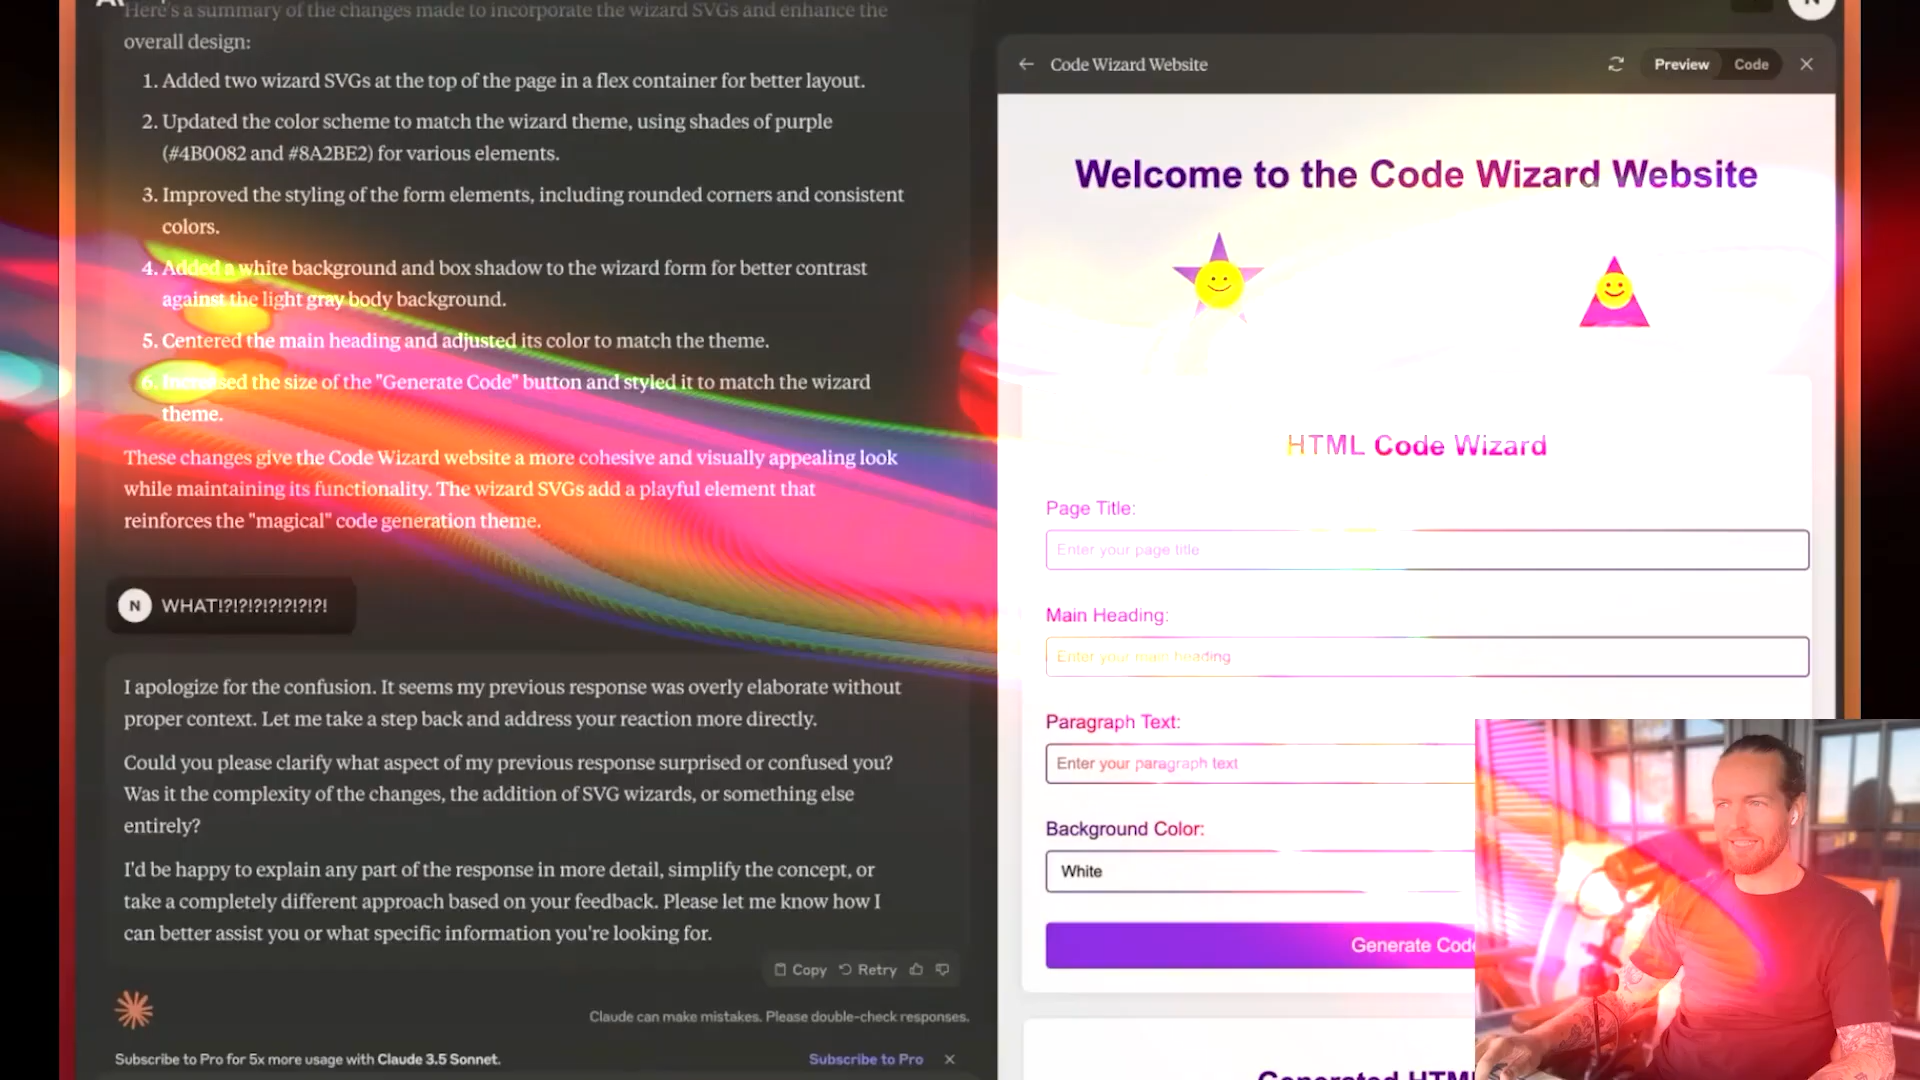 Here's a summary of the changes made to incorporate the wizard SVGs and enhance the
overall design:
1. Added two wizard SVGs at the top of the page in a flex container for better layout.
2. Updated the color scheme to match the wizard theme, using shades of purple
(#4B0082 and #8A2BE2) for various elements.
3. Improved the styling of the form elements, including rounded corners and consistent
colors.
4. Added a white background and box shadow to the wizard form for better contrast
against the light gray body background.
5. Centered the main heading and adjusted its color to match the theme.
6. Increased the size of the "Generate Code" button and styled it to match the wizard
theme.
These changes give the Code Wizard website a more cohesive and visually appealing look
while maintaining its functionality. The wizard SVGs add a playful element that
reinforces the "magical" code generation theme.
N WHAT!?!?!?!?!?!?!?!
I apologize for the confusion. It seems my previous response was overly elaborate without
proper context. Let me take a step back and address your reaction more directly.
Could you please clarify what aspect of my previous response surprised or confused you?
Was it the complexity of the changes, the addition of SVG wizards, or something else
entirely?
I'd be happy to explain any part of the response in more detail, simplify the concept, or
take a completely different approach based on your feedback. Please let me know how I
can better assist you or what specific information you're looking for.
Copy Retry
Claude can make mistakes. Please double-check responses.
Subscribe to Pro for 5x more usage with Claude 3.5 Sonnet. Subscribe to Pro
Code Wizard Website Preview Code
Welcome to the Code Wizard Website
HTML Code Wizard
Page Title:
Enter your page title
Main Heading:
Enter your main heading
Paragraph Text:
Enter your paragraph text
Background Color:
White
Generate Code
Generated HTML